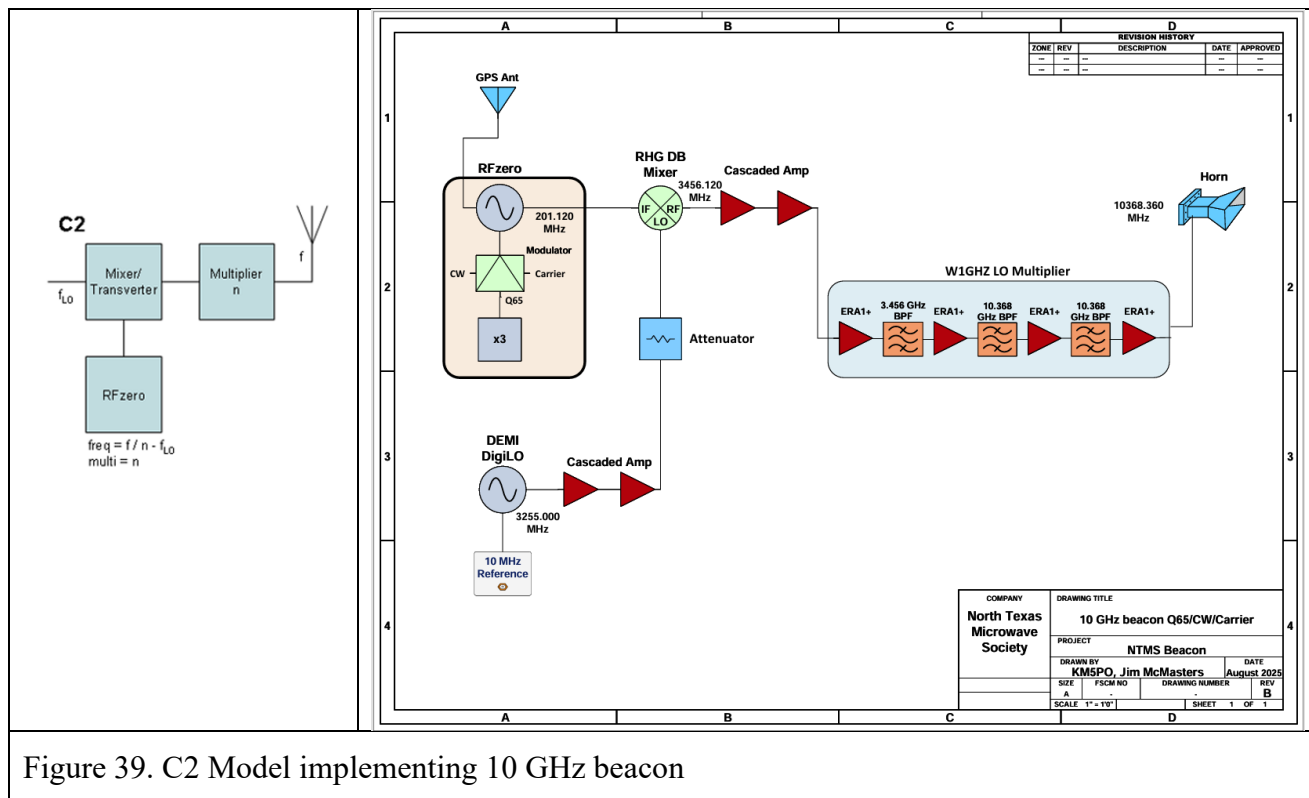 C2
f
Mixer/
Transverter
Multiplier
n
fLO
RFzero
freq = f / n - fLO
multi = n
A
B
C
D
REVISION HISTORY
ZONE REV DESCRIPTION DATE APPROVED
--- --- --- --- ---
--- --- --- --- ---
1
1
GPS Ant
RFzero
RHG DB
Mixer
3456.120
MHz
Cascaded Amp
Horn
10368.360
MHz
IF RF
LO
201.120
MHz
Modulator
CW
Carrier
Q65
x3
2
2
W1GHZ LO Multiplier
ERA1+
3.456 GHz
BPF
ERA1+
10.368
GHz BPF
ERA1+
10.368
GHz BPF
ERA1+
Attenuator
3
3
DEMI
DigiLO
Cascaded Amp
3255.000
MHz
10 MHz
Reference
4
4
COMPANY
North Texas
Microwave
Society
DRAWING TITLE
10 GHz beacon Q65/CW/Carrier
PROJECT
NTMS Beacon
DRAWN BY
KM5PO, Jim McMasters
DATE
August 2025
SIZE FSCM NO DRAWING NUMBER REV
A - - B
SCALE 1" = 1'0" SHEET 1 OF 1
A
B
C
D
Figure 39. C2 Model implementing 10 GHz beacon